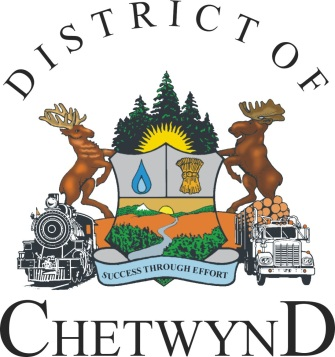 DISTRICT OF
SUCCESS THROUGH EFFORT
CHETWYND